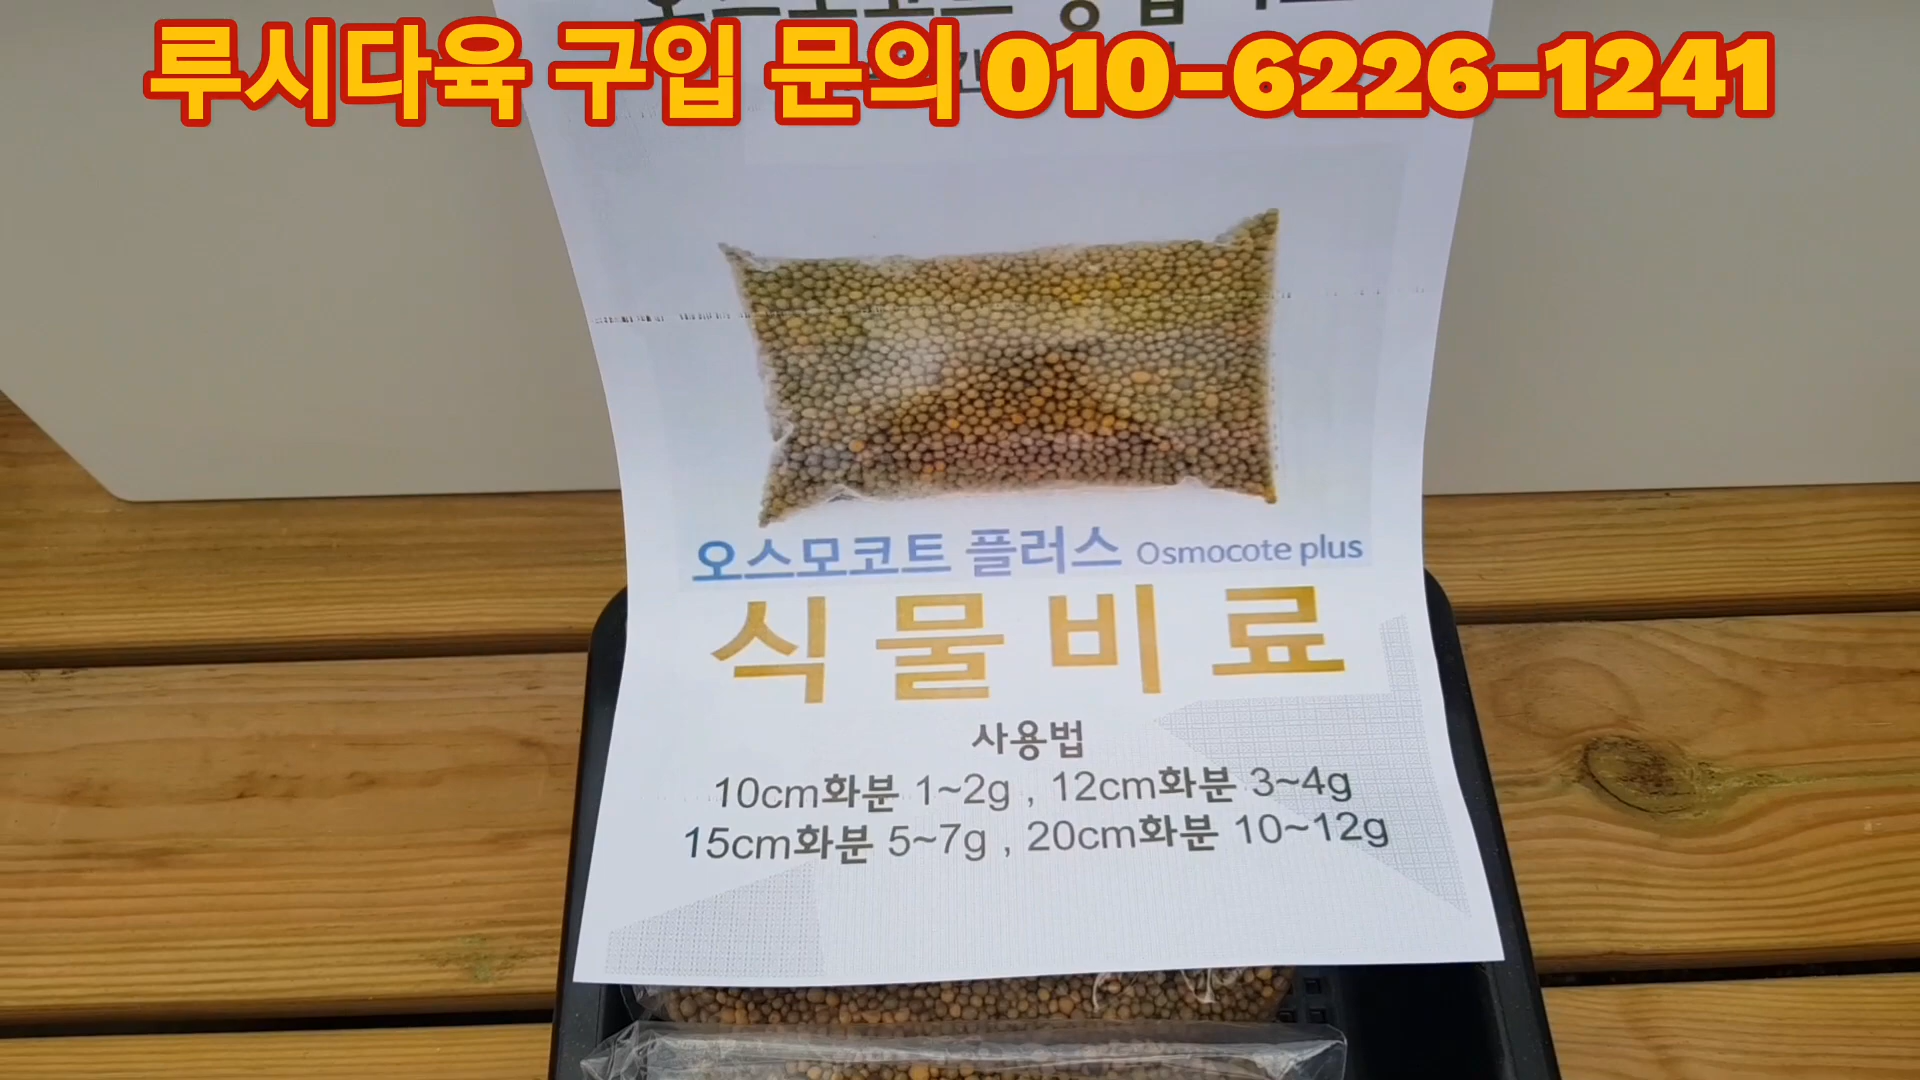 루시다육 구입 문의 010-6226-1241
오스모코트 플러스 Osmocote plus
식물비료
사용법
10cm화분 1~2g , 12cm화분 3~4g
15cm화분 5~7g , 20cm화분 10~12g